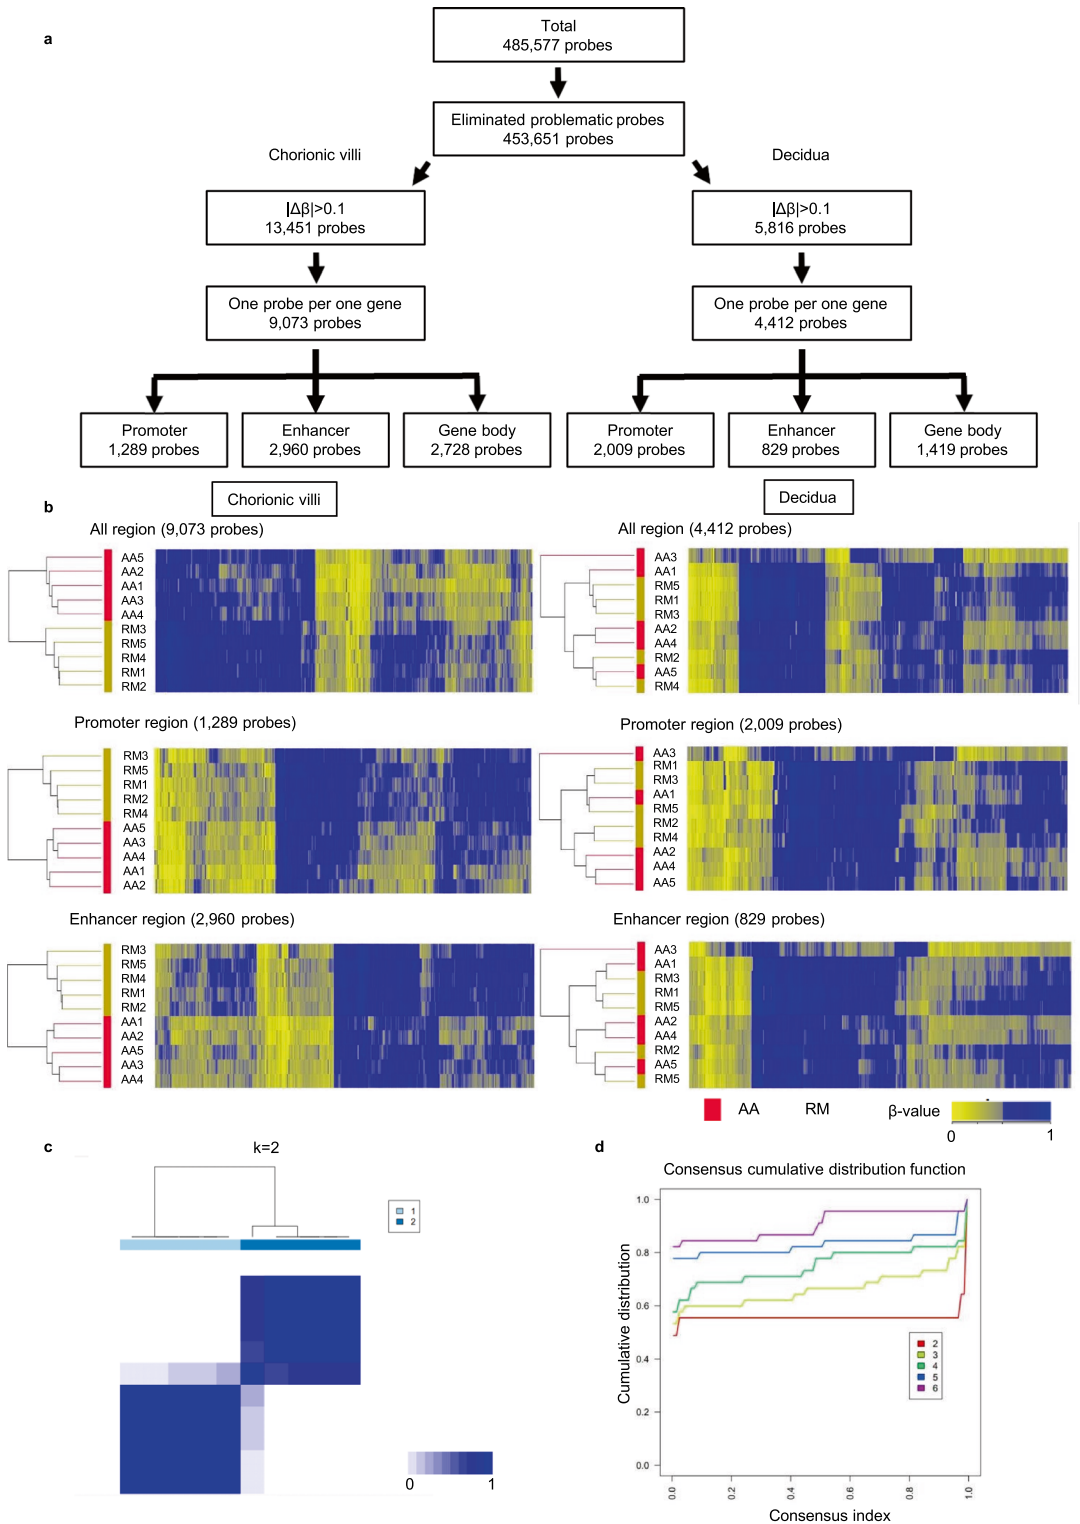 a
Total
485,577 probes
Eliminated problematic probes
453,651 probes
Chorionic villi
Decidua
|Δβ|>0.1
13,451 probes
|Δβ|>0.1
5,816 probes
One probe per one gene
9,073 probes
One probe per one gene
4,412 probes
Promoter
1,289 probes
Enhancer
2,960 probes
Gene body
2,728 probes
Promoter
2,009 probes
Enhancer
829 probes
Gene body
1,419 probes
b
Chorionic villi
Decidua
All region (9,073 probes)
AA5
AA2
AA1
AA3
AA4
RM3
RM5
RM4
RM1
RM2
All region (4,412 probes)
AA3
AA1
RM5
RM1
RM3
AA2
AA4
RM2
AA5
RM4
Promoter region (1,289 probes)
RM3
RM5
RM1
RM2
RM4
AA5
AA3
AA4
AA1
AA2
Promoter region (2,009 probes)
AA3
RM1
RM3
AA1
RM5
RM2
RM4
AA2
AA4
AA5
Enhancer region (2,960 probes)
RM3
RM5
RM4
RM1
RM2
AA1
AA2
AA5
AA3
AA4
Enhancer region (829 probes)
AA3
AA1
RM3
RM1
RM5
AA2
AA4
RM2
AA5
RM5
AA
RM
β-value
0
1
c
k=2
1
2
0
1
d
Consensus cumulative distribution function
Cumulative distribution
1.0
0.8
0.6
0.4
0.2
0.0
2
3
4
5
6
0.0
0.2
0.4
0.6
0.8
1.0
Consensus index